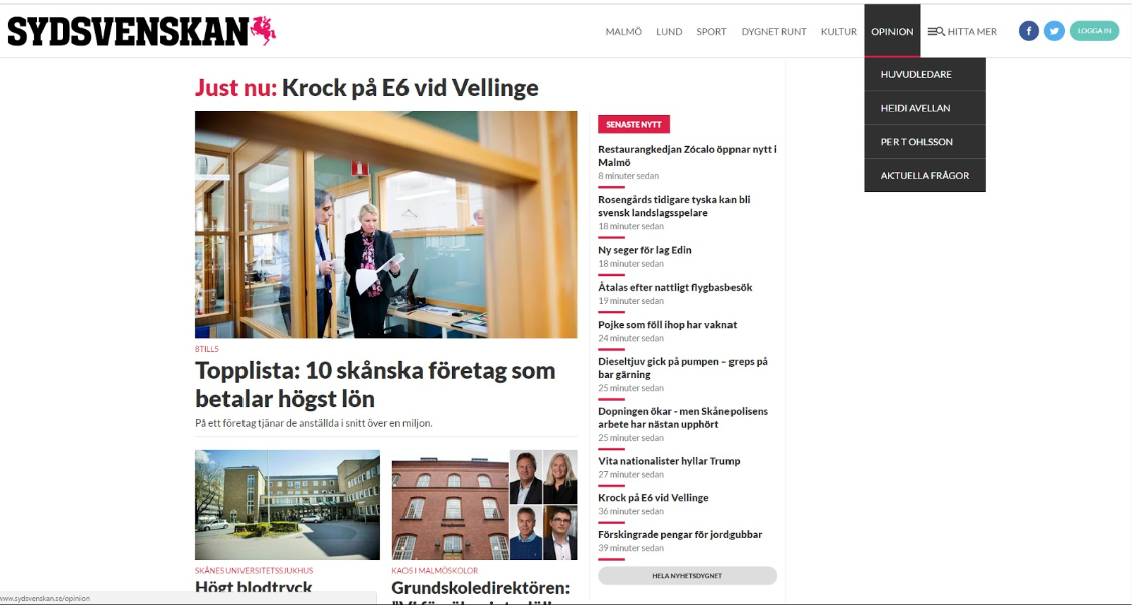 SYDSVENSKAN
MALMÖ LUND SPORT DYGNET RUNT KULTUR OPINION HITTA MER f LOGGA IN
HUVUDLEDARE
HEIDI AVELLAN
PER T OHLSSON
AKTUELLA FRÅGOR
Just nu: Krock på E6 vid Vellinge
8TILL5
Topplista: 10 skånska företag som
betalar högst lön
På ett företag tjänar de anställda i snitt över en miljon.
SKÅNES UNIVERSITETSSJUKHUS
Högt blodtryck
KAOS I MALMÖSKOLOR
Grundskoledirektören:
SENASTE NYTT
Restaurangkedjan Zócalo öppnar nytt i
Malmö
8 minuter sedan
Rosengårds tidigare tyska kan bli
svensk landslagsspelare
18 minuter sedan
Ny seger för lag Edin
18 minuter sedan
Åtalas efter nattligt flygbasbesök
19 minuter sedan
Pojke som föll ihop har vaknat
24 minuter sedan
Dieseltjuv gick på pumpen – greps på
bar gärning
25 minuter sedan
Dopningen ökar - men Skånepolisens
arbete har nästan upphört
25 minuter sedan
Vita nationalister hyllar Trump
27 minuter sedan
Krock på E6 vid Vellinge
36 minuter sedan
Förskingrade pengar för jordgubbar
39 minuter sedan
HELA NYHETSDYGNET
www.sydsvenskan.se/opinion